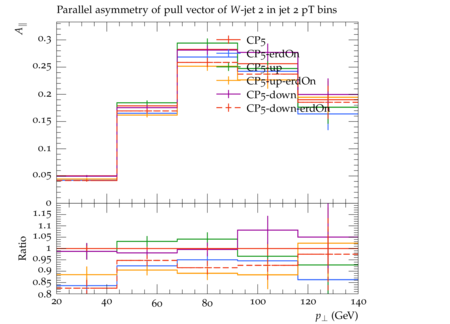 Parallel asymmetry of pull vector of W-jet 2 in jet 2 pT bins
A∥
CP5
CP5-erdOn
CP5-up
CP5-up-erdOn
CP5-down
CP5-down-erdOn
0.3
0.25
0.2
0.15
0.1
0.05
0
Ratio
1.15
1.1
1.05
1
0.95
0.9
0.85
0.8
20 40 60 80 100 120 140
p⊥ (GeV)